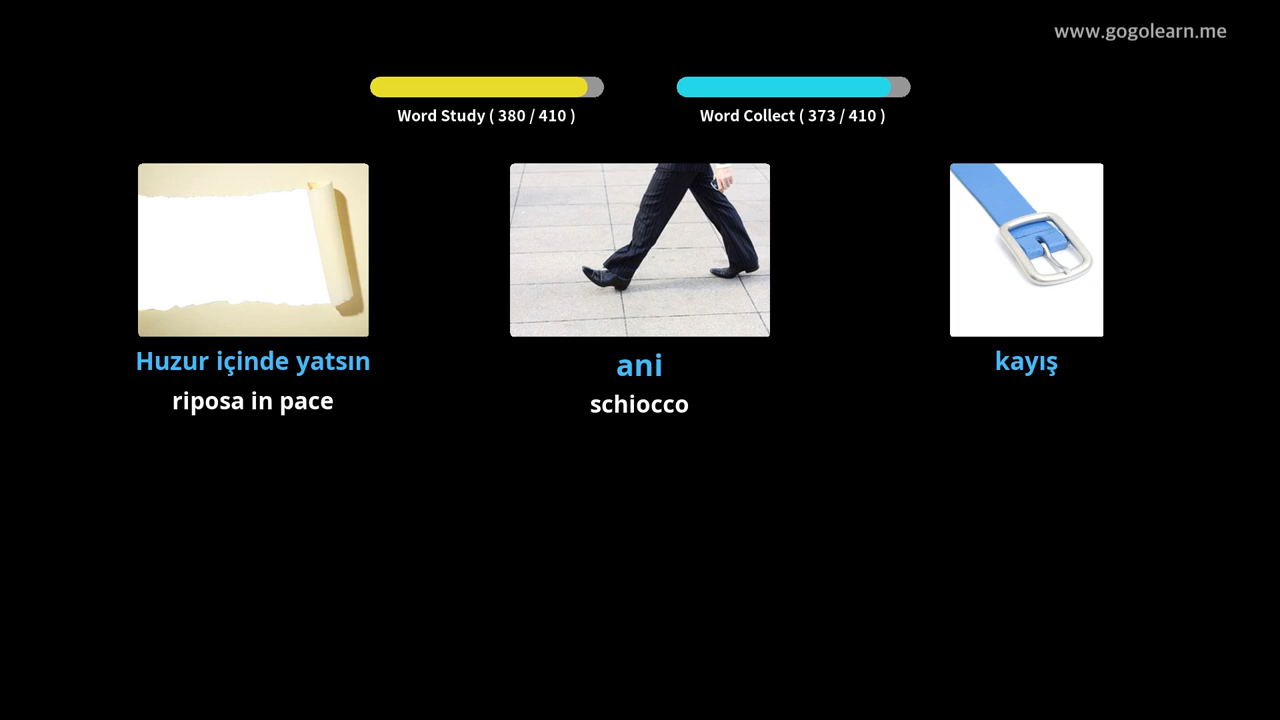 www.gogolearn.me
Word Study ( 380 / 410 )
Word Collect ( 373 / 410 )
Huzur içinde yatsın
riposa in pace
ani
schiocco
kayış